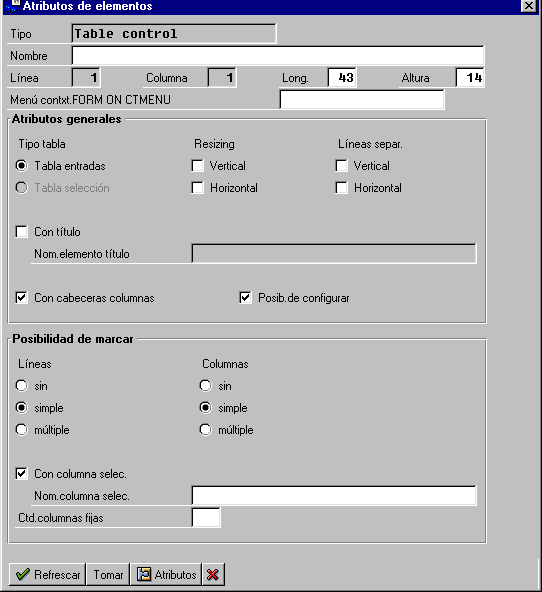 Atributos de elementos
Tipo Table control
Nombre
Línea 1 Columna 1 Long. 43 Altura 14
Menú contxt.FORM ON CTMENU
Atributos generales
Tipo tabla Resizing Líneas separ.
Tabla entradas Vertical Vertical
Tabla selección Horizontal Horizontal
Con título
Nom.elemento título
Con cabeceras columnas Posib.de configurar
Posibilidad de marcar
Líneas Columnas
sin sin
simple simple
múltiple múltiple
Con columna selec.
Nom.columna selec.
Ctd.columnas fijas
Refrescar Tomar Atributos